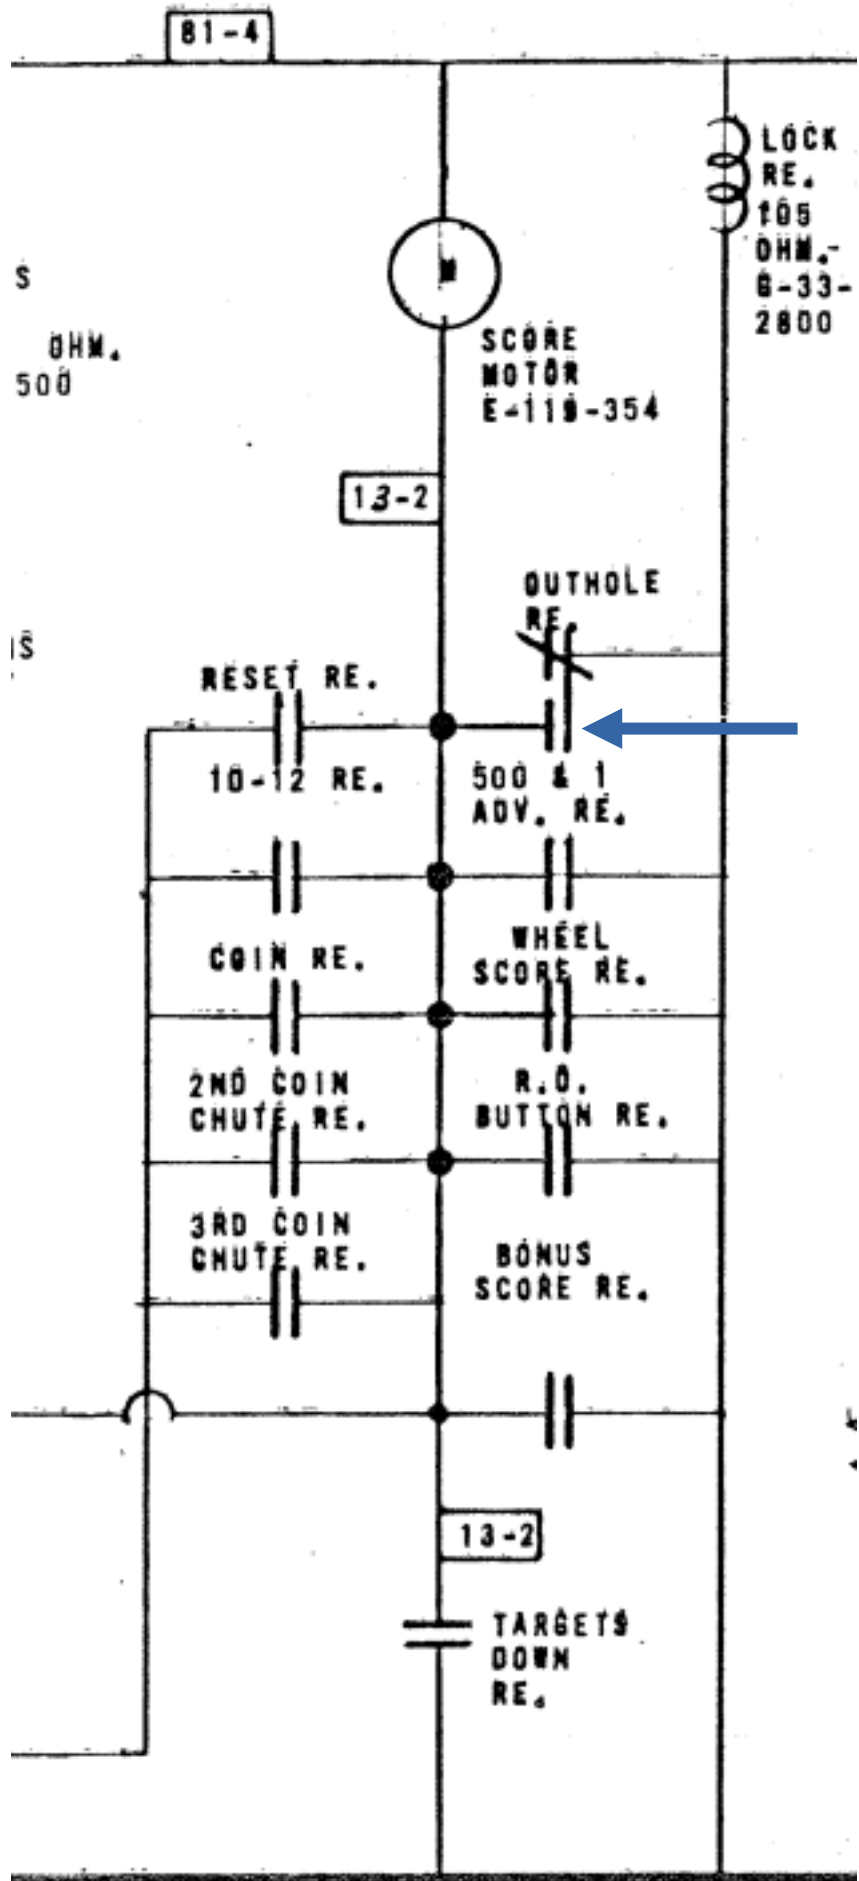 81-4
LOCK
RE.
105
OHM.-
G-33-
2800
M
S
OHM.
500
SCORE
MOTOR
E-119-354
13-2
OUTHOLE
RE.
S
RESET RE.
10-12 RE.
500 & 1
ADV. RE.
COIN RE.
WHEEL
SCORE RE.
2ND COIN
CHUTE RE.
R.O.
BUTTON RE.
3RD COIN
CHUTE RE.
BONUS
SCORE RE.
13-2
TARGETS
DOWN
RE.